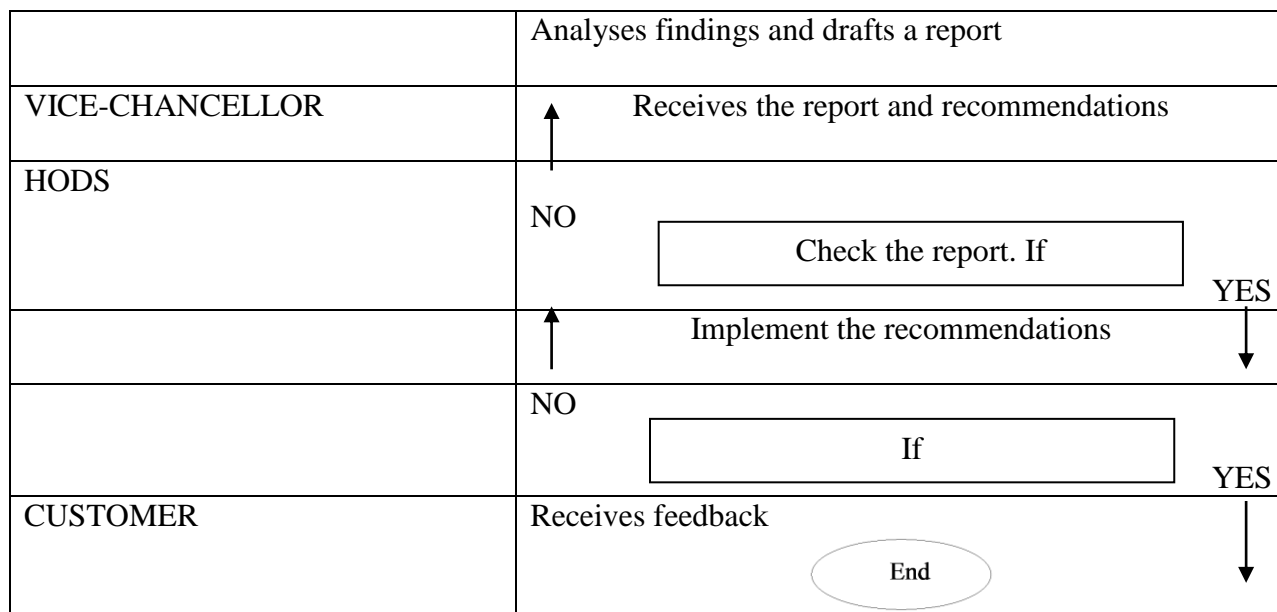 Analyses findings and drafts a report
VICE-CHANCELLOR
Receives the report and recommendations
HODS
NO
Check the report. If
YES
Implement the recommendations
NO
If
YES
CUSTOMER
Receives feedback
End